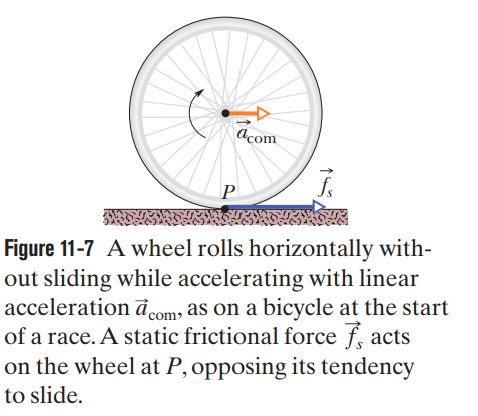 a⃗com
f⃗s
P
Figure 11-7 A wheel rolls horizontally with-
out sliding while accelerating with linear
acceleration a⃗com, as on a bicycle at the start
of a race. A static frictional force f⃗s acts
on the wheel at P, opposing its tendency
to slide.